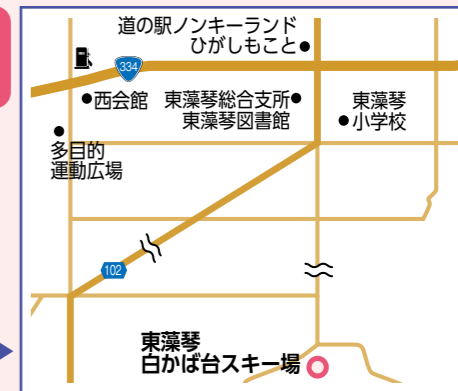 道の駅ノンキーランド
ひがしもこと
334
西会館
東藻琴総合支所
東藻琴図書館
東藻琴
小学校
多目的
運動広場
102
東藻琴
白かば台スキー場